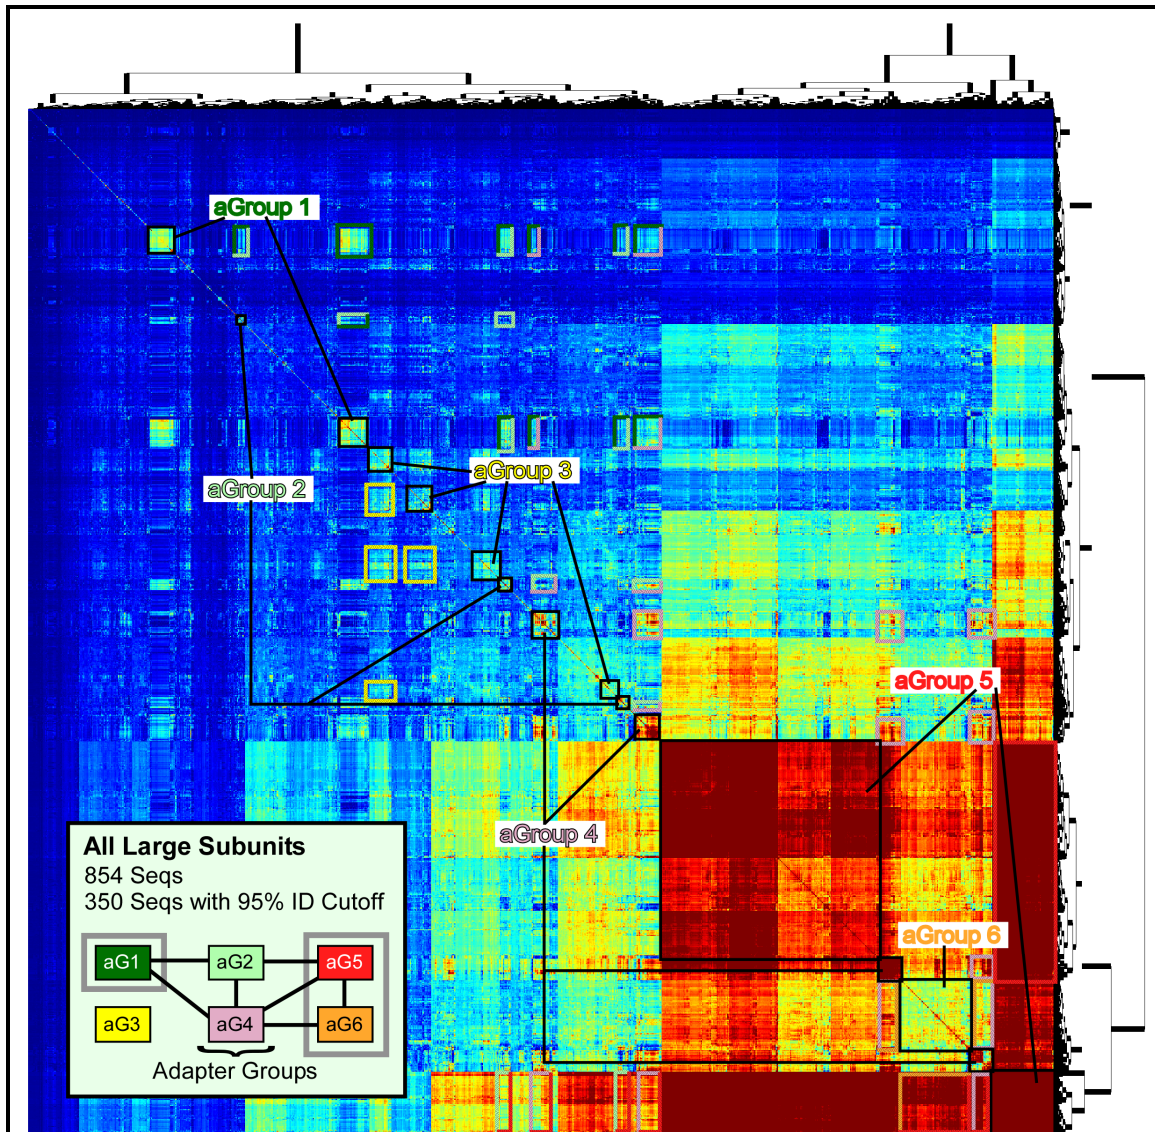 aGroup 1
aGroup 2
aGroup 3
aGroup 5
aGroup 4
aGroup 6
All Large Subunits
854 Seqs
350 Seqs with 95% ID Cutoff
aG1 aG2 aG5
aG3 aG4 aG6
Adapter Groups